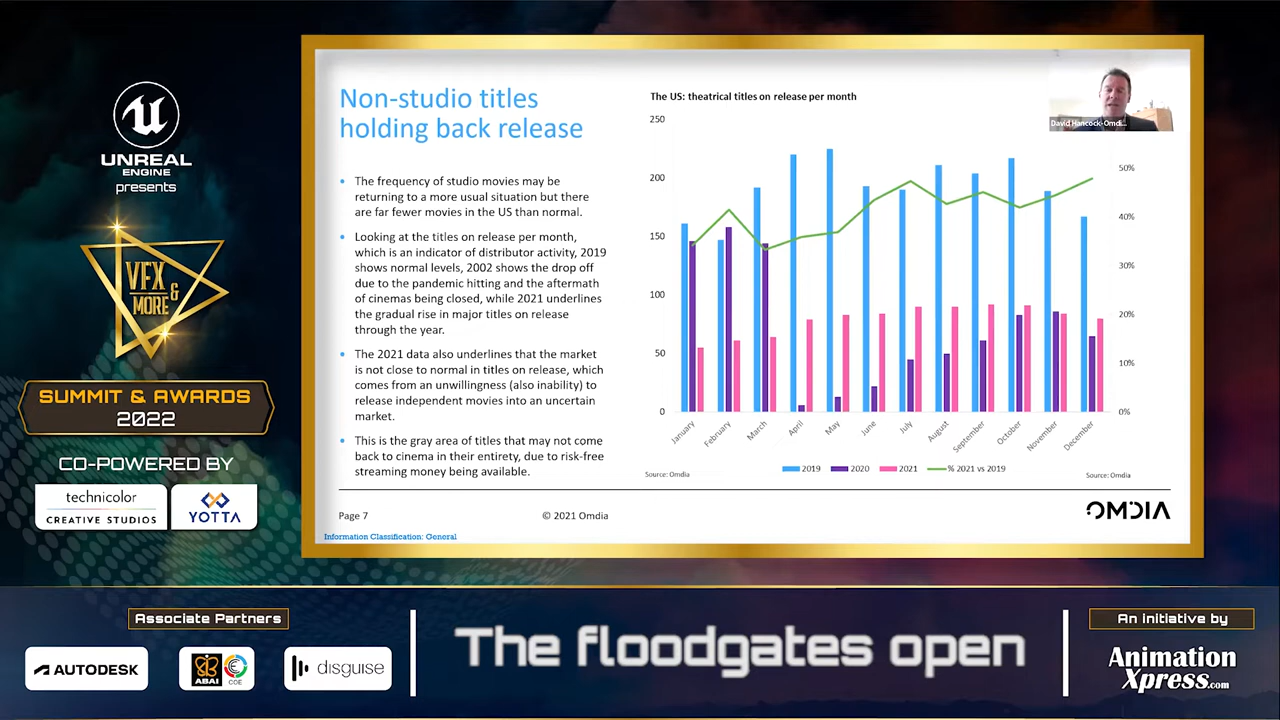 UNREAL
ENGINE
presents
VFX
&
MORE
SUMMIT & AWARDS
2022
CO-POWERED BY
technicolor
CREATIVE STUDIOS
YOTTA
Non-studio titles
holding back release
The frequency of studio movies may be
returning to a more usual situation but there
are far fewer movies in the US than normal.
Looking at the titles on release per month,
which is an indicator of distributor activity, 2019
shows normal levels, 2002 shows the drop off
due to the pandemic hitting and the aftermath
of cinemas being closed, while 2021 underlines
the gradual rise in major titles on release
through the year.
The 2021 data also underlines that the market
is not close to normal in titles on release, which
comes from an unwillingness (also inability) to
release independent movies into an uncertain
market.
This is the gray area of titles that may not come
back to cinema in their entirety, due to risk-free
streaming money being available.
The US: theatrical titles on release per month
David Hancock-Omdi...
250
200
150
100
50
0
50%
40%
30%
20%
10%
0%
January
February
March
April
May
June
July
August
September
October
November
December
2019
2020
2021
% 2021 vs 2019
Source: Omdia
Source: Omdia
Page 7
© 2021 Omdia
OMDIA
Information Classification: General
Associate Partners
AUTODESK
ABAI
COE
disguise
The floodgates open
An initiative by
Animation
Xpress.com